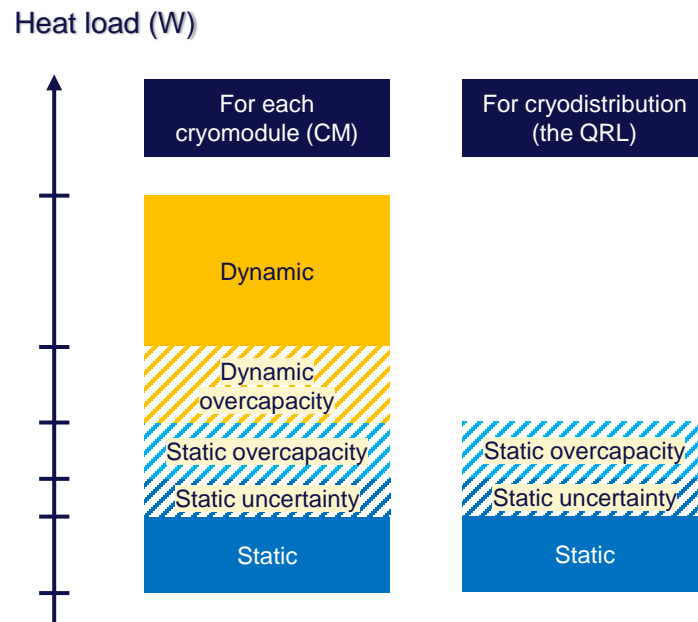 Heat load (W)
For each
cryomodule (CM)
For cryodistribution
(the QRL)
Dynamic
Dynamic
overcapacity
Static overcapacity
Static uncertainty
Static
Static overcapacity
Static uncertainty
Static